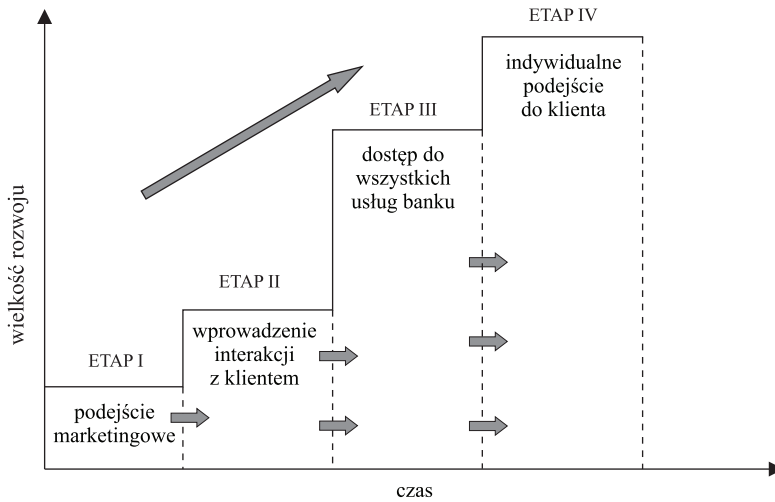 ETAP IV
indywidualne
podejście
do klienta
ETAP III
dostęp do
wszystkich
usług banku
ETAP II
wprowadzenie
interakcji
z klientem
ETAP I
podejście
marketingowe
wielkość rozwoju
czas